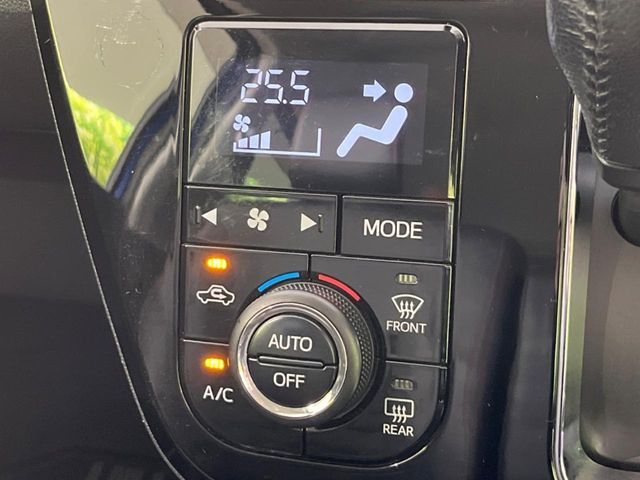 25.5
MODE
FRONT
AUTO
OFF
A/C
REAR